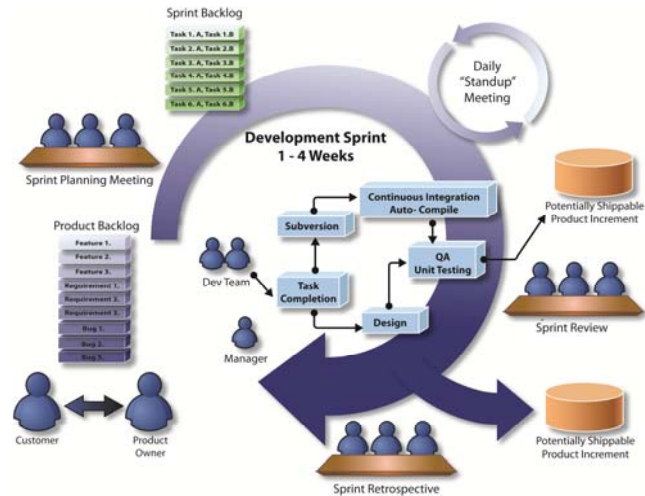 Sprint Backlog
Task 1. A, Task 1.B
Task 2. A, Task 2.B
Task 3. A, Task 3.B
Task 4. A, Task 4.B
Task 5. A, Task 5.B
Task 6. A, Task 6.B
Daily
"Standup"
Meeting
Development Sprint
1 - 4 Weeks
Sprint Planning Meeting
Continuous Integration
Auto- Compile
Potentially Shippable
Product Increment
Product Backlog
Feature 1.
Feature 2.
Feature 3.
Requirement 1.
Requirement 2.
Requirement 3.
Bug 1.
Bug 2.
Bug 3.
Subversion
QA
Unit Testing
Dev Team
Task
Completion
Design
Sprint Review
Manager
Customer
Product
Owner
Potentially Shippable
Product Increment
Sprint Retrospective